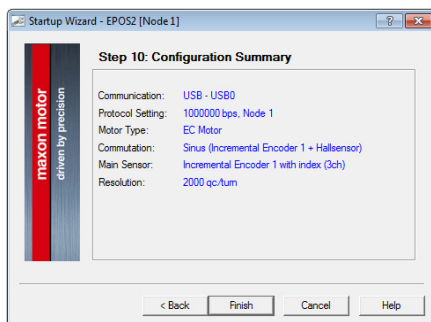 Startup Wizard - EPOS2 [Node 1]
Step 10: Configuration Summary
maxon motor
driven by precision
Communication: USB - USB0
Protocol Setting: 1000000 bps, Node 1
Motor Type: EC Motor
Commutation: Sinus (Incremental Encoder 1 + Hallsensor)
Main Sensor: Incremental Encoder 1 with index (3ch)
Resolution: 2000 qc/turn
< Back Finish Cancel Help